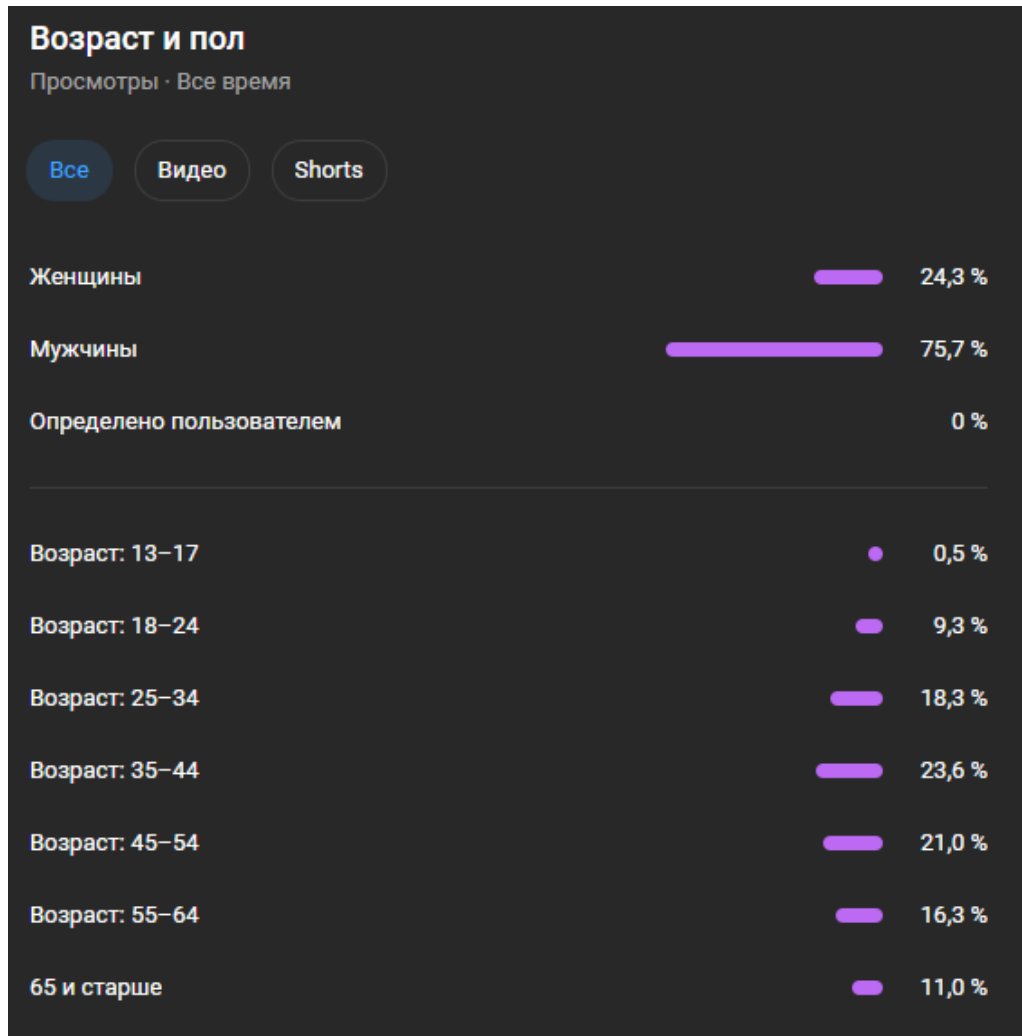 Возраст и пол
Просмотры · Все время
Все Видео Shorts
Женщины 24,3 %
Мужчины 75,7 %
Определено пользователем 0 %
Возраст: 13–17 0,5 %
Возраст: 18–24 9,3 %
Возраст: 25–34 18,3 %
Возраст: 35–44 23,6 %
Возраст: 45–54 21,0 %
Возраст: 55–64 16,3 %
65 и старше 11,0 %